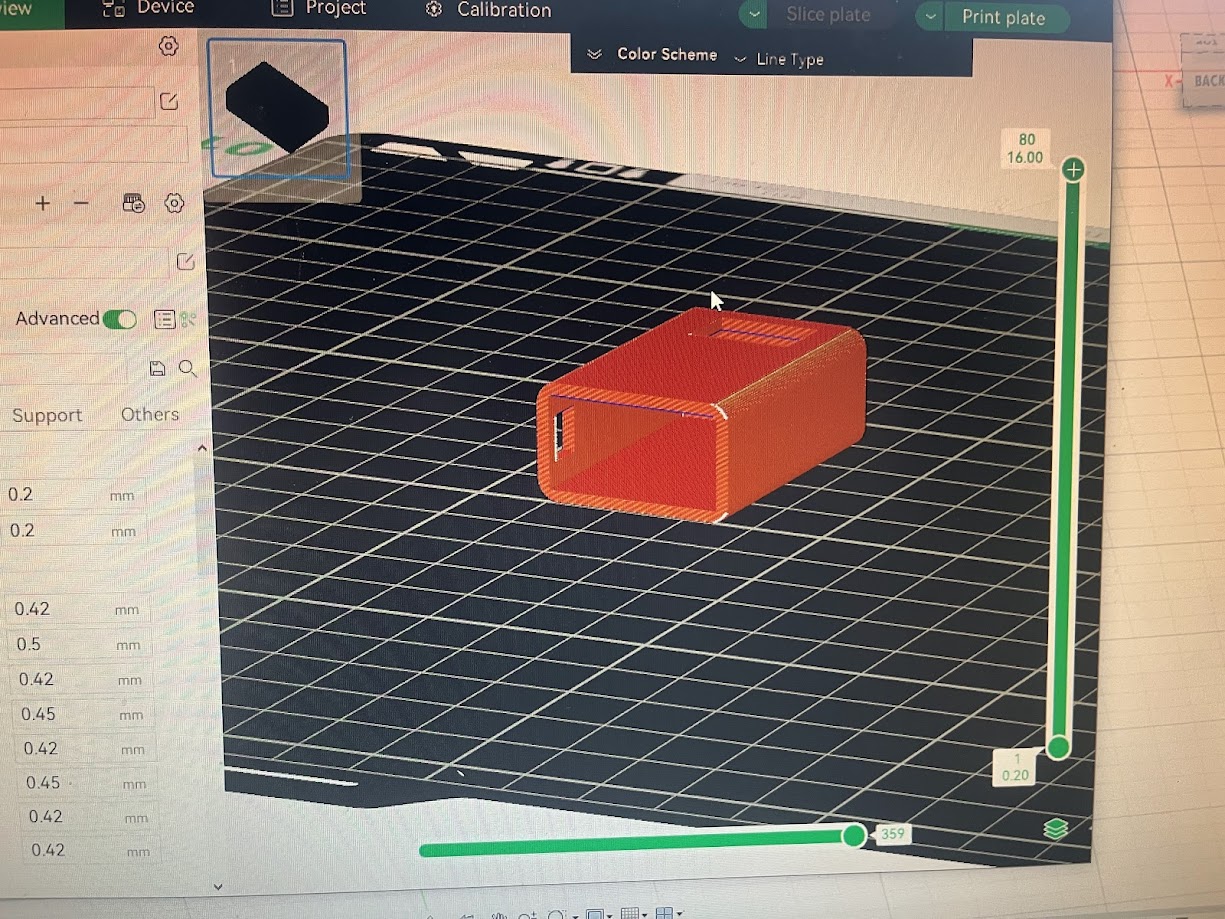 iew
Device
Project
Calibration
Slice plate
Print plate
Color Scheme
Line Type
1
BACK
X
80
16.00
Advanced
Support
Others
0.2 mm
0.2 mm
0.42 mm
0.5 mm
0.42 mm
0.45 mm
0.42 mm
0.45 mm
0.42 mm
0.42 mm
1
0.20
359